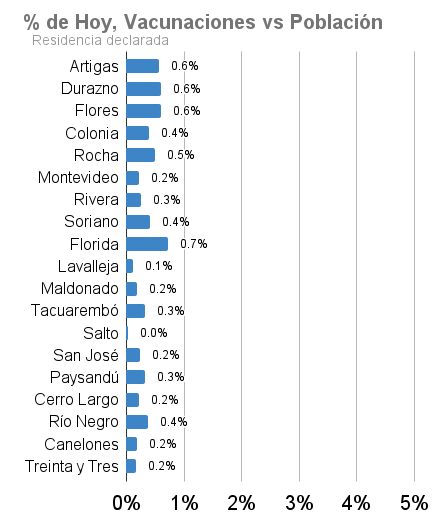 % de Hoy, Vacunaciones vs Población
Residencia declarada
Artigas 0.6%
Durazno 0.6%
Flores 0.6%
Colonia 0.4%
Rocha 0.5%
Montevideo 0.2%
Rivera 0.3%
Soriano 0.4%
Florida 0.7%
Lavalleja 0.1%
Maldonado 0.2%
Tacuarembó 0.3%
Salto 0.0%
San José 0.2%
Paysandú 0.3%
Cerro Largo 0.2%
Río Negro 0.4%
Canelones 0.2%
Treinta y Tres 0.2%
0% 1% 2% 3% 4% 5%